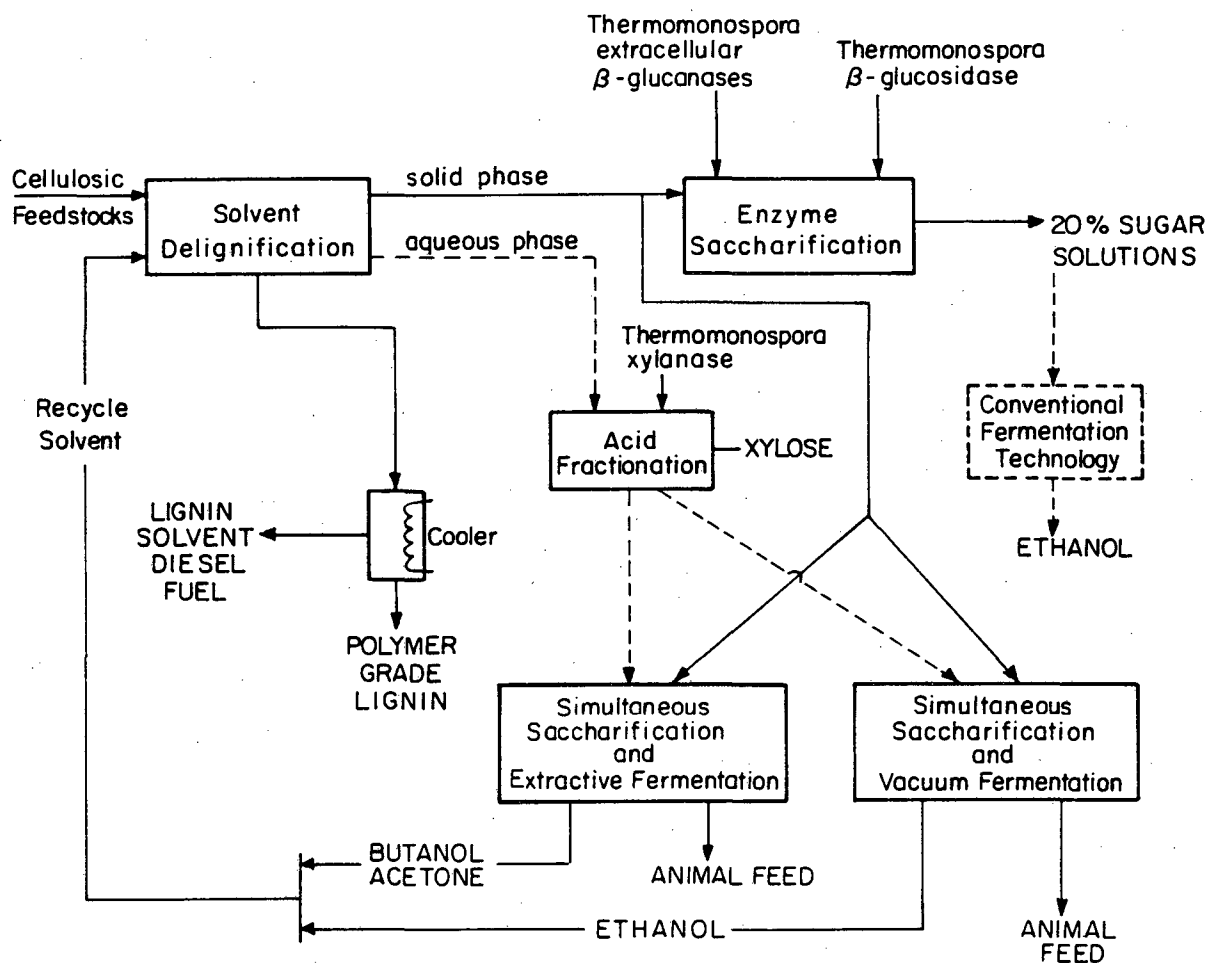 Thermomonospora
extracellular
β-glucanases
Thermomonospora
β-glucosidase
Cellulosic
Feedstocks
Solvent
Delignification
solid phase
aqueous phase
Enzyme
Saccharification
20% SUGAR
SOLUTIONS
Thermomonospora
xylanase
Recycle
Solvent
Acid
Fractionation
XYLOSE
Conventional
Fermentation
Technology
ETHANOL
LIGNIN
SOLVENT
DIESEL
FUEL
Cooler
POLYMER
GRADE
LIGNIN
Simultaneous
Saccharification
and
Extractive Fermentation
Simultaneous
Saccharification
and
Vacuum Fermentation
BUTANOL
ACETONE
ANIMAL FEED
ETHANOL
ANIMAL
FEED